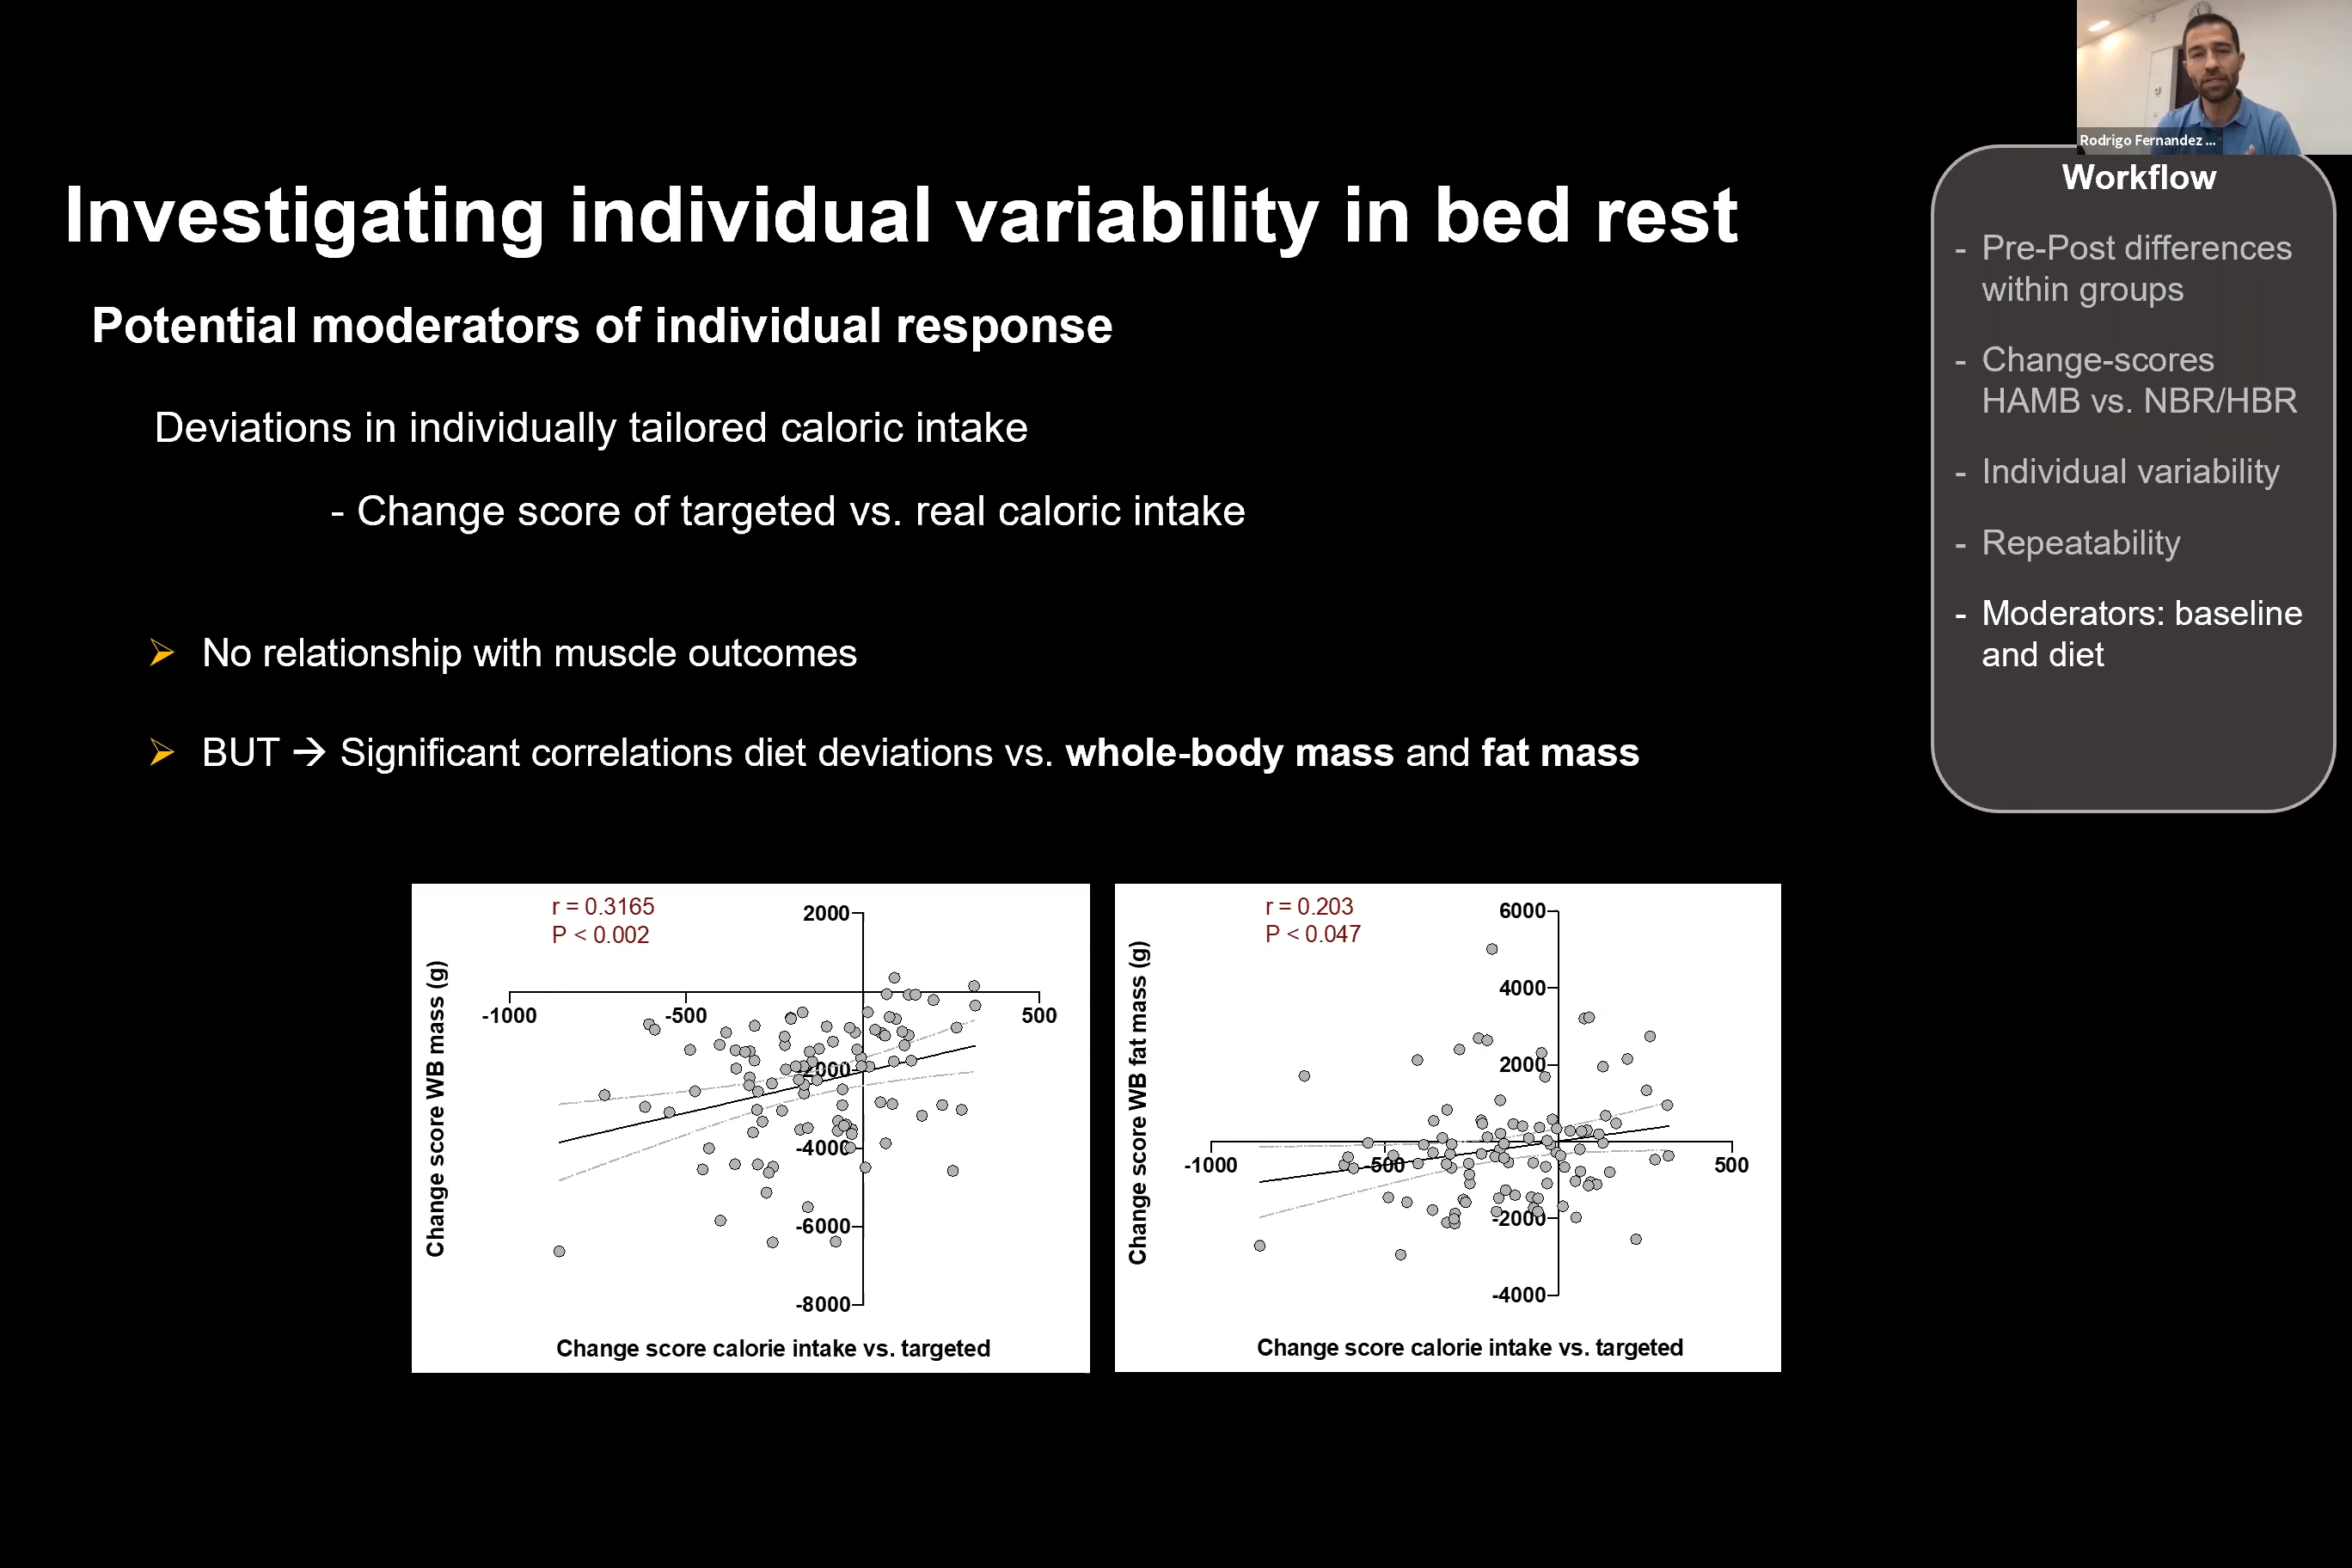 Rodrigo Fernandez ...
Investigating individual variability in bed rest
Potential moderators of individual response
Deviations in individually tailored caloric intake
- Change score of targeted vs. real caloric intake
➢ No relationship with muscle outcomes
➢ BUT → Significant correlations diet deviations vs. whole-body mass and fat mass
Workflow
- Pre-Post differences
within groups
- Change-scores
HAMB vs. NBR/HBR
- Individual variability
- Repeatability
- Moderators: baseline
and diet
r = 0.3165
P < 0.002
Change score WB mass (g)
2000
-1000
-500
500
-2000
-4000
-6000
-8000
Change score calorie intake vs. targeted
r = 0.203
P < 0.047
Change score WB fat mass (g)
6000
4000
2000
-1000
-500
500
-2000
-4000
Change score calorie intake vs. targeted